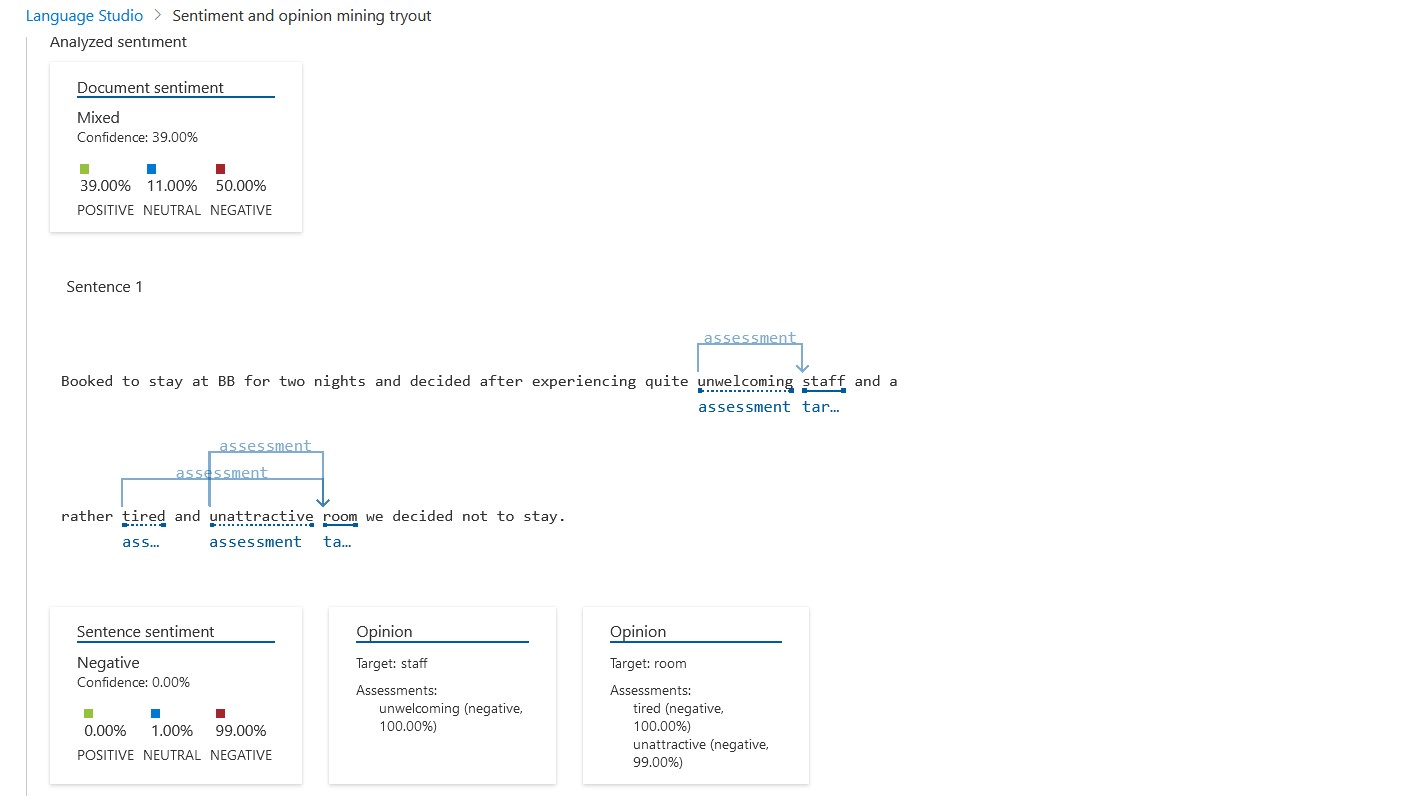 Language Studio > Sentiment and opinion mining tryout
Analyzed sentiment
Document sentiment
Mixed
Confidence: 39.00%
39.00% 11.00% 50.00%
POSITIVE NEUTRAL NEGATIVE
Sentence 1
assessment
Booked to stay at BB for two nights and decided after experiencing quite unwelcoming staff and a
assessment tar...
assessment
assessment
rather tired and unattractive room we decided not to stay.
ass... assessment ta...
Sentence sentiment
Negative
Confidence: 0.00%
0.00% 1.00% 99.00%
POSITIVE NEUTRAL NEGATIVE
Opinion
Target: staff
Assessments:
unwelcoming (negative,
100.00%)
Opinion
Target: room
Assessments:
tired (negative,
100.00%)
unattractive (negative,
99.00%)